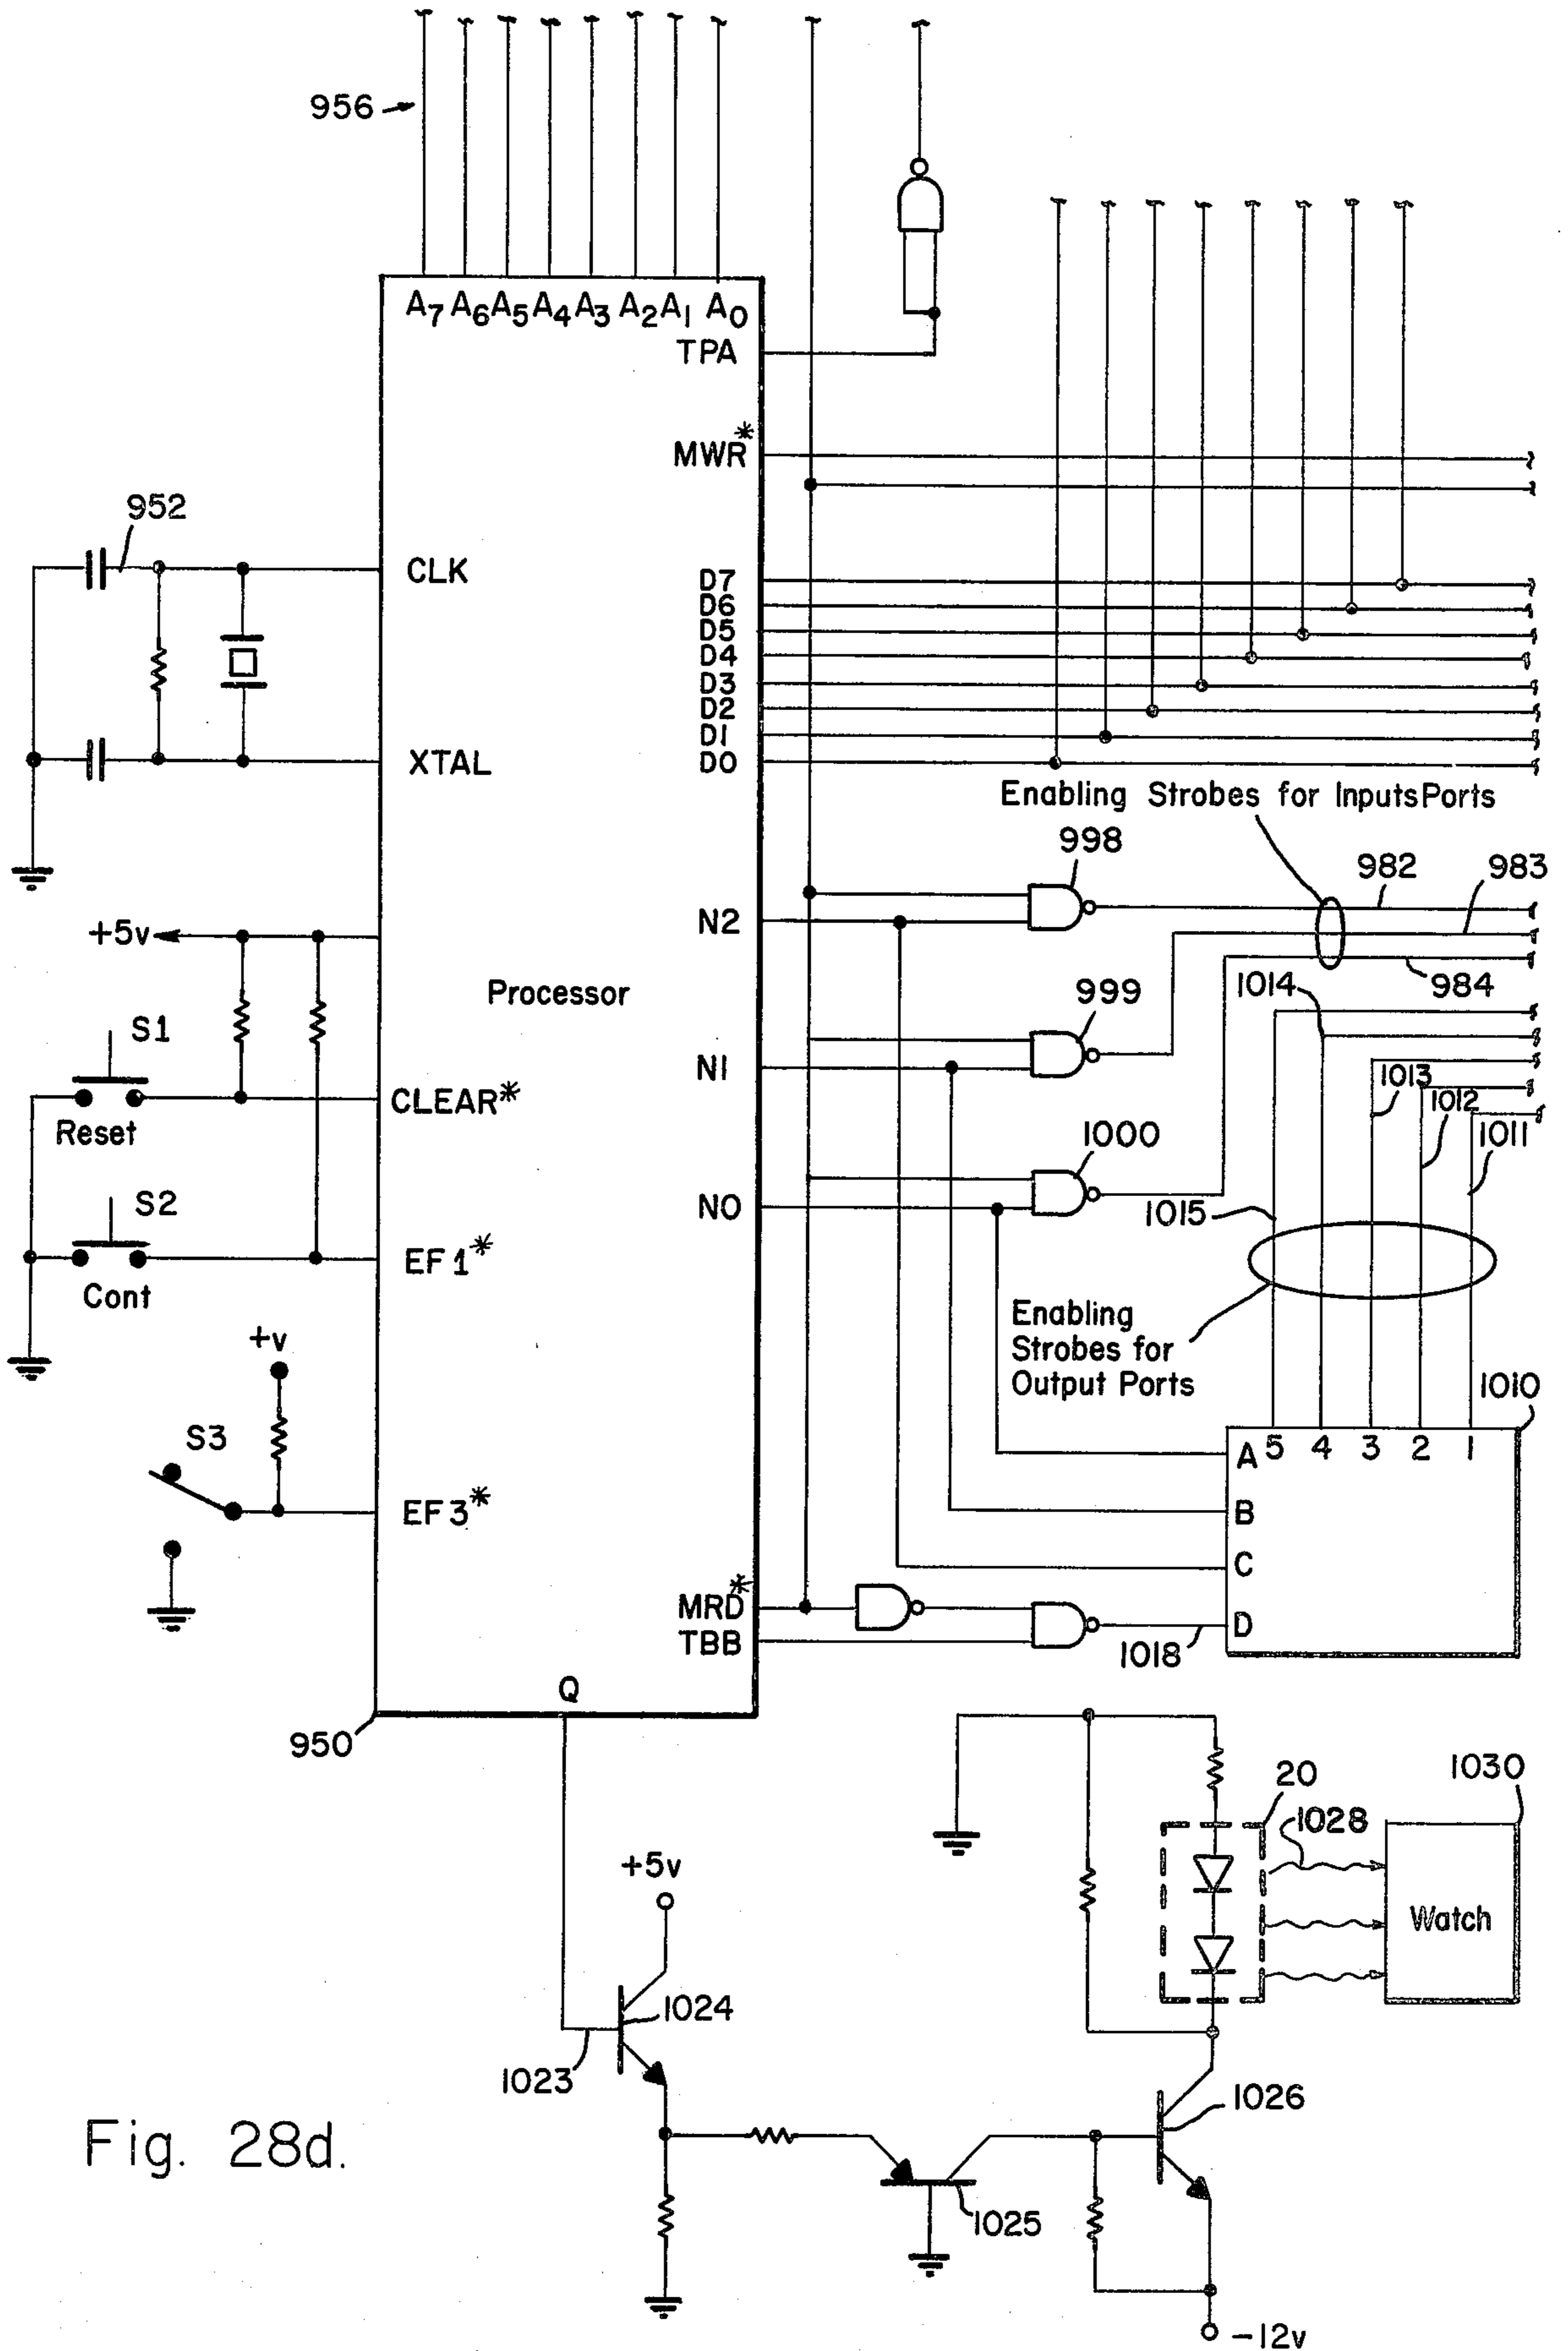 956
A7 A6 A5 A4 A3 A2 A1 A0
TPA
MWR*
952
CLK
D7
D6
D5
D4
D3
D2
D1
D0
XTAL
Enabling Strobes for Inputs Ports
998
982
983
+5v
N2
Processor
999
1014
984
S1
N1
CLEAR*
1013
1012
1011
Reset
1000
S2
N0
1015
EF1*
Cont
Enabling
Strobes for
Output Ports
+v
1010
S3
A 5 4 3 2 1
EF3*
B
C
MRD*
D
TBB
1018
Q
950
20
1030
1028
+5v
Watch
1024
1023
1026
Fig. 28d.
1025
-12v